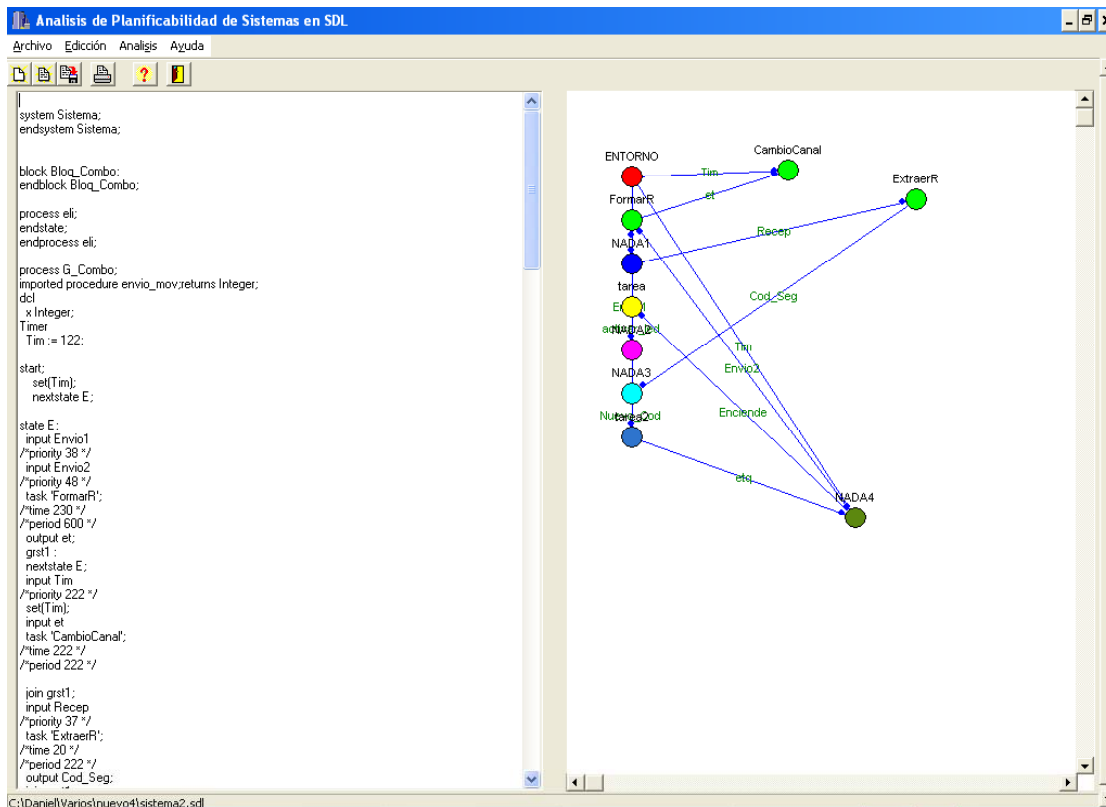 Analisis de Planificabilidad de Sistemas en SDL
Archivo Edicción Analisis Ayuda
system Sistema;
endsystem Sistema;
block Bloq_Combo:
endblock Bloq_Combo;
process eli;
endstate;
endprocess eli;
process G_Combo;
imported procedure envio_mov;returns Integer;
dcl
x Integer;
Timer
Tim := 122:
start;
set(Tim);
nextstate E;
state E:
input Envio1
/*priority 38 */
input Envio2
/*priority 48 */
task 'FormarR';
/*time 230 */
/*period 600 */
output et;
grst1 :
nextstate E;
input Tim
/*priority 222 */
set(Tim);
input et
task 'CambioCanal';
/*time 222 */
/*period 222 */
join grst1;
input Recep
/*priority 37 */
task 'ExtraerR';
/*time 20 */
/*period 222 */
output Cod_Seg;
ENTORNO
CambioCanal
Tim
ExtraerR
FormarR
et
Recep
NADA1
tarea
Cod_Seg
NADA2
Tim
Envio2
NADA3
Enciende
tarea2
etq
NADA4
C:\Daniel\Varios\nuevo4\sistema2.sdl